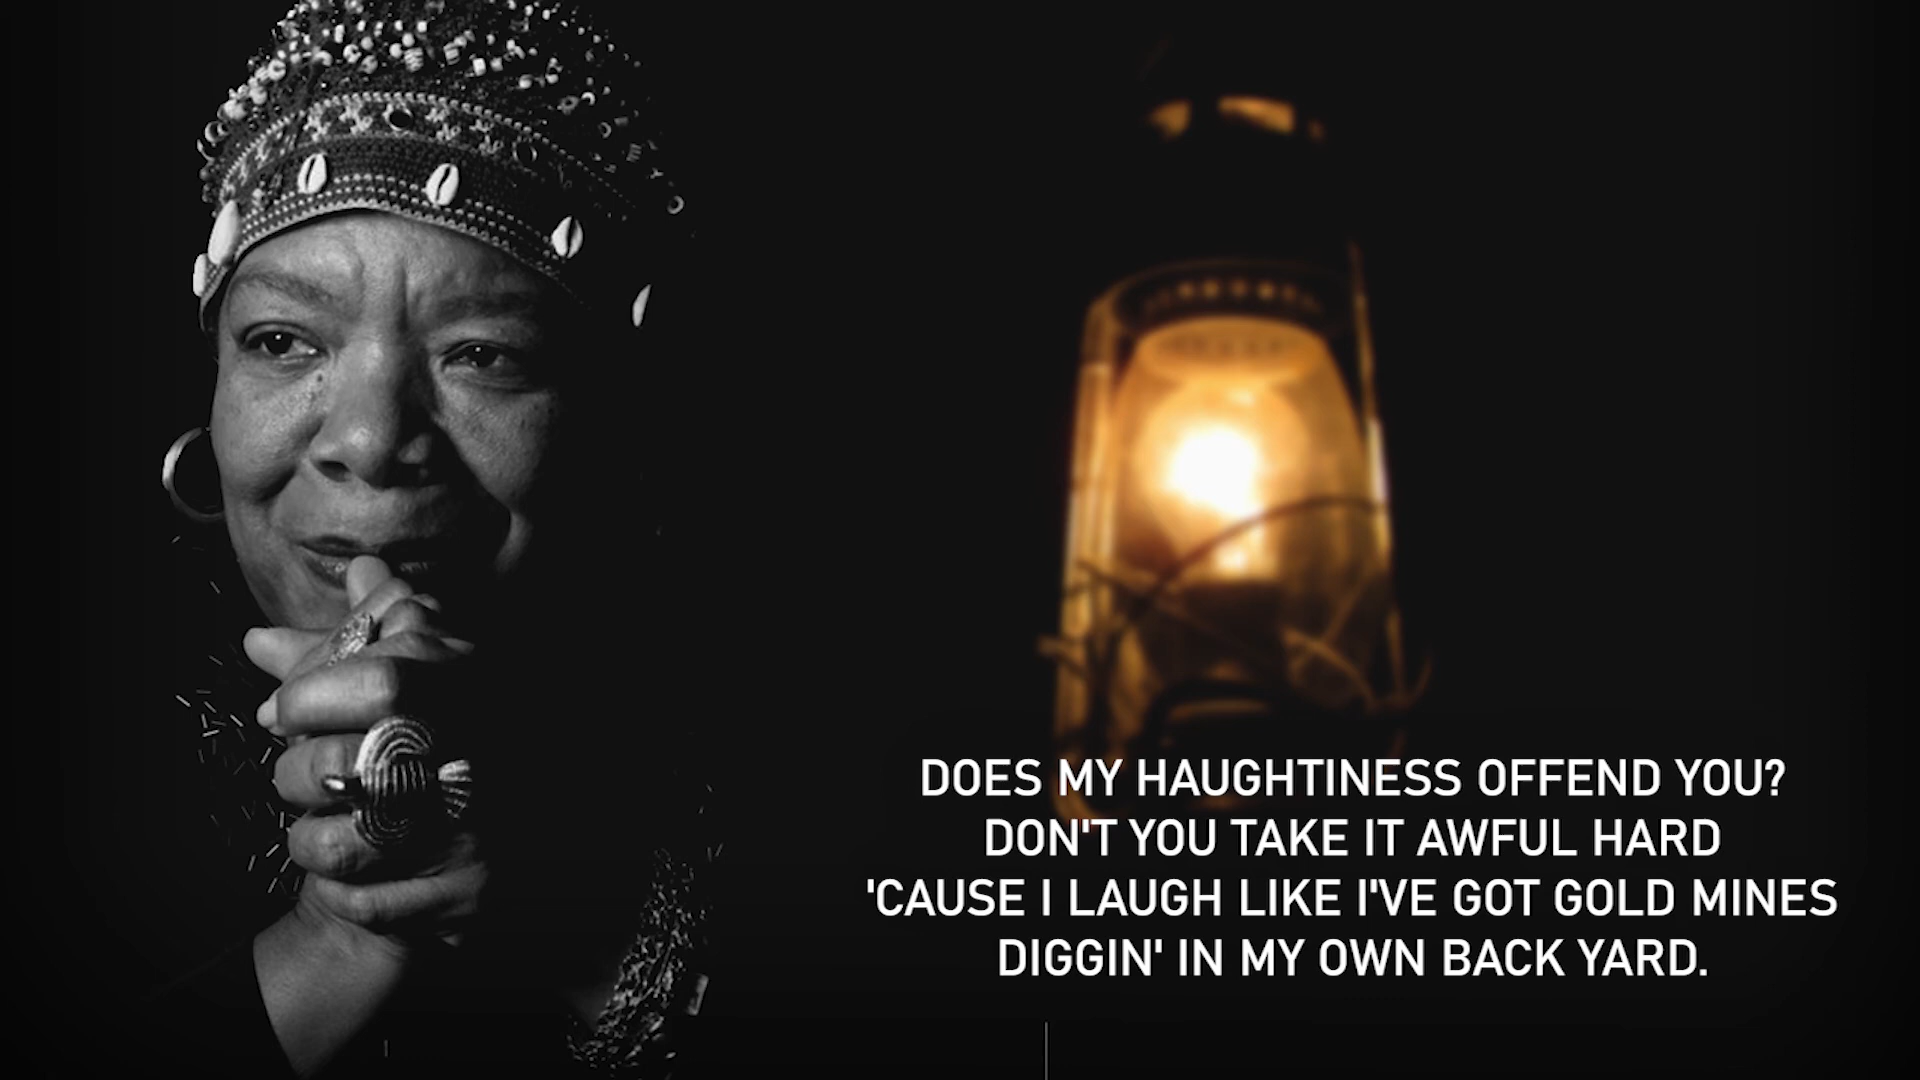 DOES MY HAUGHTINESS OFFEND YOU?
DON'T YOU TAKE IT AWFUL HARD
'CAUSE I LAUGH LIKE I'VE GOT GOLD MINES
DIGGIN' IN MY OWN BACK YARD.